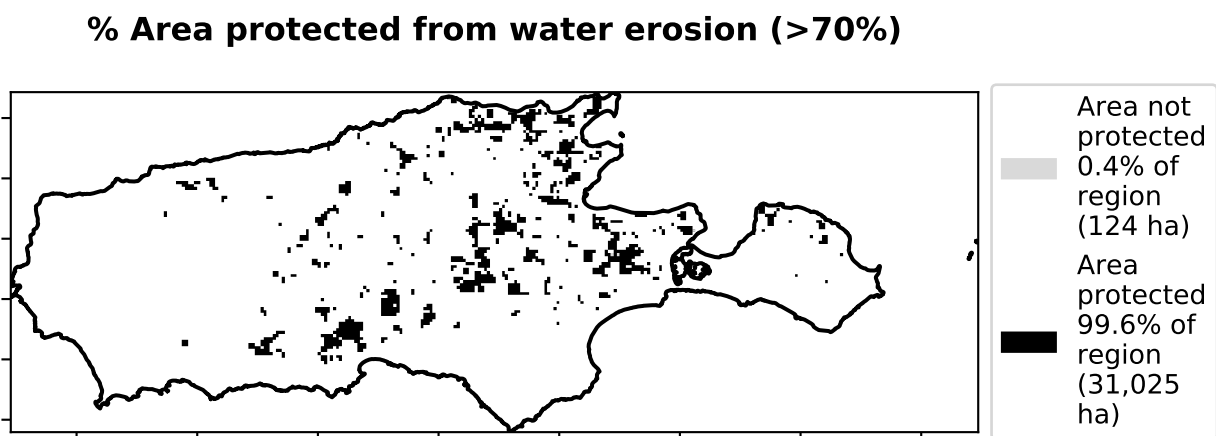 % Area protected from water erosion (>70%)
Area not
protected
0.4% of
region
(124 ha)
Area
protected
99.6% of
region
(31,025
ha)